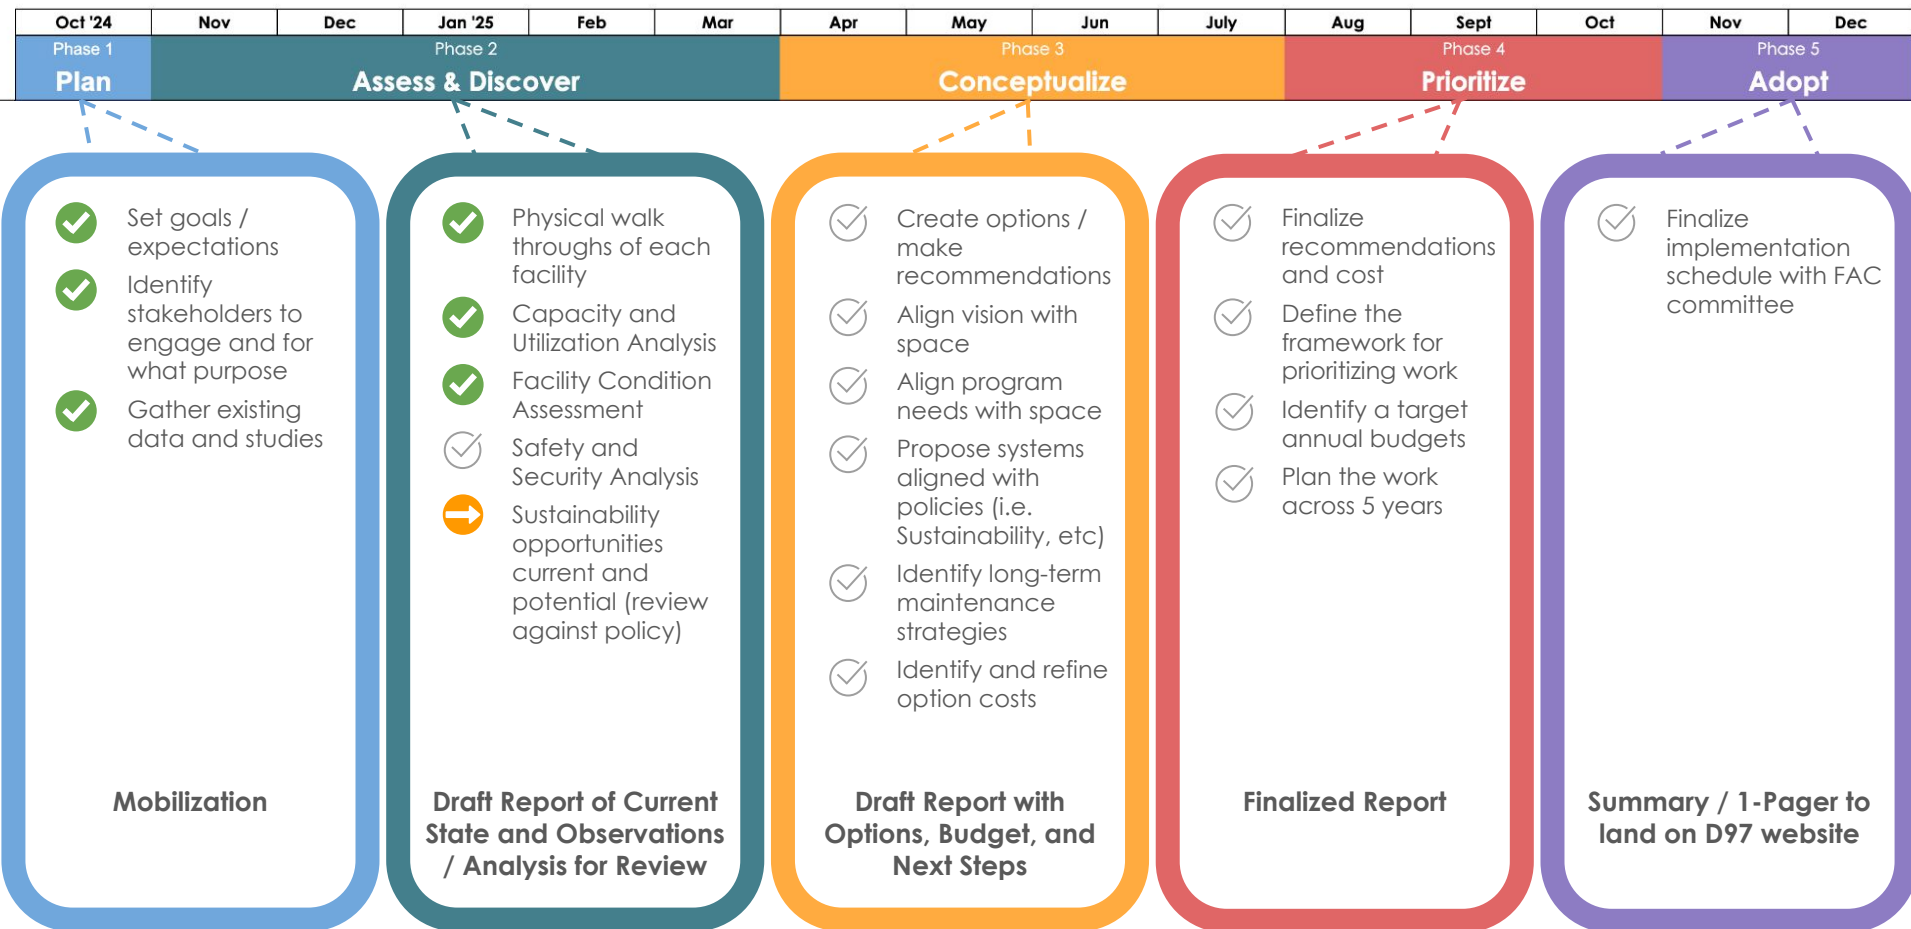 Oct '24 Nov Dec Jan '25 Feb Mar Apr May Jun July Aug Sept Oct Nov Dec
Phase 1
Plan
Phase 2
Assess & Discover
Phase 3
Conceptualize
Phase 4
Prioritize
Phase 5
Adopt
Set goals /
expectations
Identify
stakeholders to
engage and for
what purpose
Gather existing
data and studies
Mobilization
Physical walk
throughs of each
facility
Capacity and
Utilization Analysis
Facility Condition
Assessment
Safety and
Security Analysis
Sustainability
opportunities
current and
potential (review
against policy)
Draft Report of Current
State and Observations
/ Analysis for Review
Create options /
make
recommendations
Align vision with
space
Align program
needs with space
Propose systems
aligned with
policies (i.e.
Sustainability, etc)
Identify long-term
maintenance
strategies
Identify and refine
option costs
Draft Report with
Options, Budget, and
Next Steps
Finalize
recommendations
and cost
Define the
framework for
prioritizing work
Identify a target
annual budgets
Plan the work
across 5 years
Finalized Report
Finalize
implementation
schedule with FAC
committee
Summary / 1-Pager to
land on D97 website